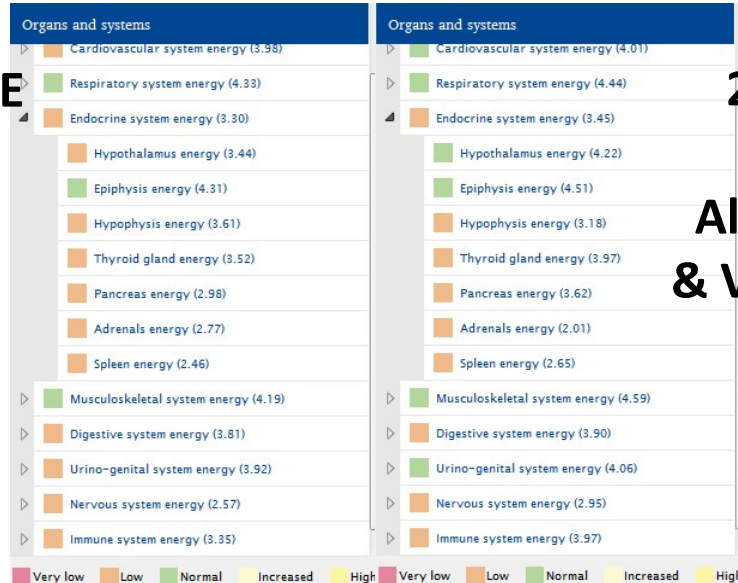 Organs and systems
Cardiovascular system energy (3.98)
Respiratory system energy (4.33)
Endocrine system energy (3.30)
Hypothalamus energy (3.44)
Epiphysis energy (4.31)
Hypophysis energy (3.61)
Thyroid gland energy (3.52)
Pancreas energy (2.98)
Adrenals energy (2.77)
Spleen energy (2.46)
Musculoskeletal system energy (4.19)
Digestive system energy (3.81)
Urino-genital system energy (3.92)
Nervous system energy (2.57)
Immune system energy (3.35)
Very low Low Normal Increased High
E
Organs and systems
Cardiovascular system energy (4.01)
Respiratory system energy (4.44)
Endocrine system energy (3.45)
Hypothalamus energy (4.22)
Epiphysis energy (4.51)
Hypophysis energy (3.18)
Thyroid gland energy (3.97)
Pancreas energy (3.62)
Adrenals energy (2.01)
Spleen energy (2.65)
Musculoskeletal system energy (4.59)
Digestive system energy (3.90)
Urino-genital system energy (4.06)
Nervous system energy (2.95)
Immune system energy (3.97)
Very low Low Normal Increased High
2
Al
& V